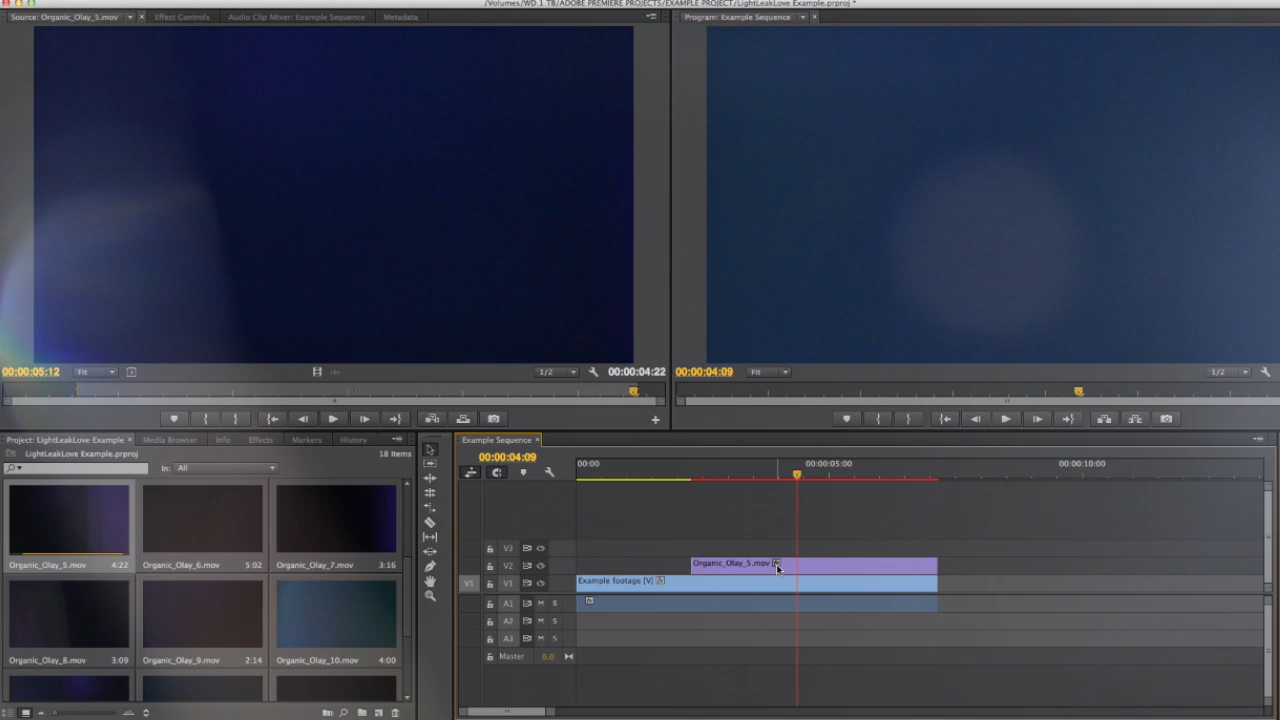 /Volumes/WD 1 TB/ADOBE PREMIERE PROJECTS/EXAMPLE PROJECT/LightLeakLove Example.prproj *
Source: Organic_Olay_5.mov
Effect Controls
Audio Clip Mixer: Example Sequence
Metadata
Program: Example Sequence
00:00:05:12
Fit
1/2
00:00:04:22
00:00:04:09
Fit
1/2
Project: LightLeakLove Example
Media Browser
Info
Effects
Markers
History
LightLeakLove Example.prproj
18 Items
In: All
Organic_Olay_5.mov 4:22
Organic_Olay_6.mov 5:02
Organic_Olay_7.mov 3:16
Organic_Olay_8.mov 3:09
Organic_Olay_9.mov 2:14
Organic_Olay_10.mov 4:00
Example Sequence
00:00:04:09
00:00
00:00:05:00
00:00:10:00
V3
V2
Organic_Olay_5.mov
V1 V1
Example footage [V]
A1 M S
A2 M S
A3 M S
Master 0.0